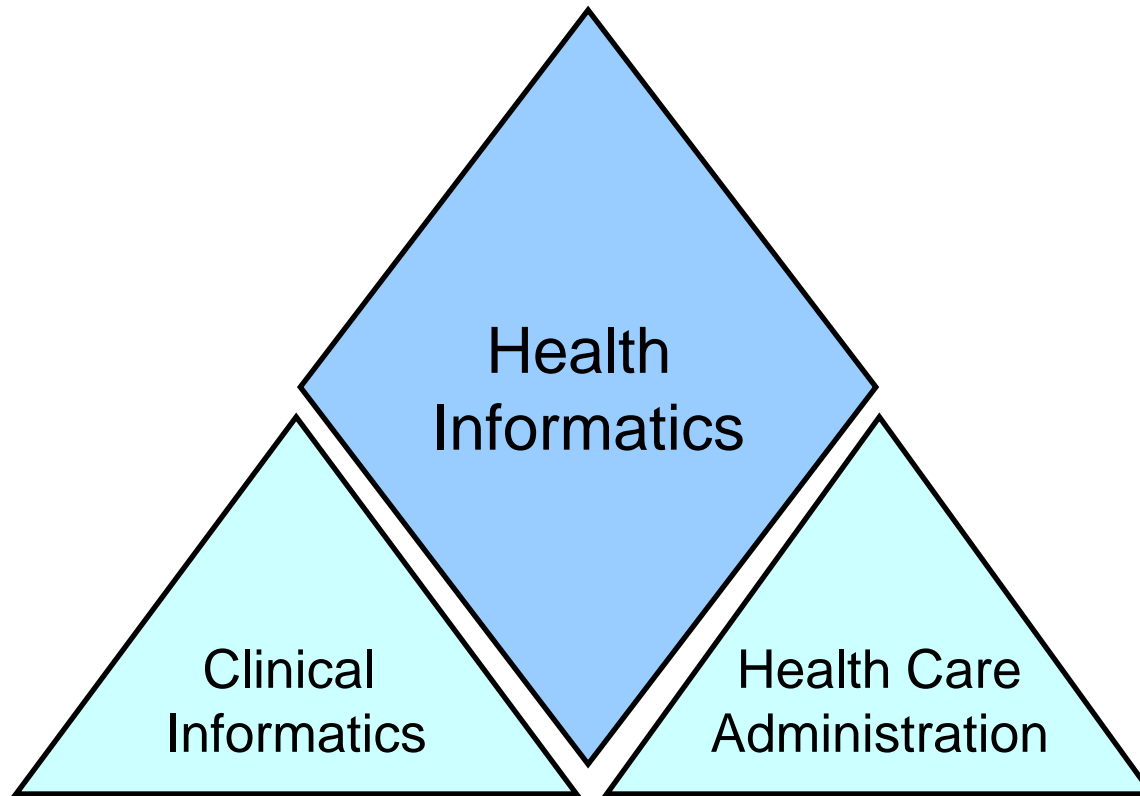 Health
Informatics
Clinical
Informatics
Health Care
Administration